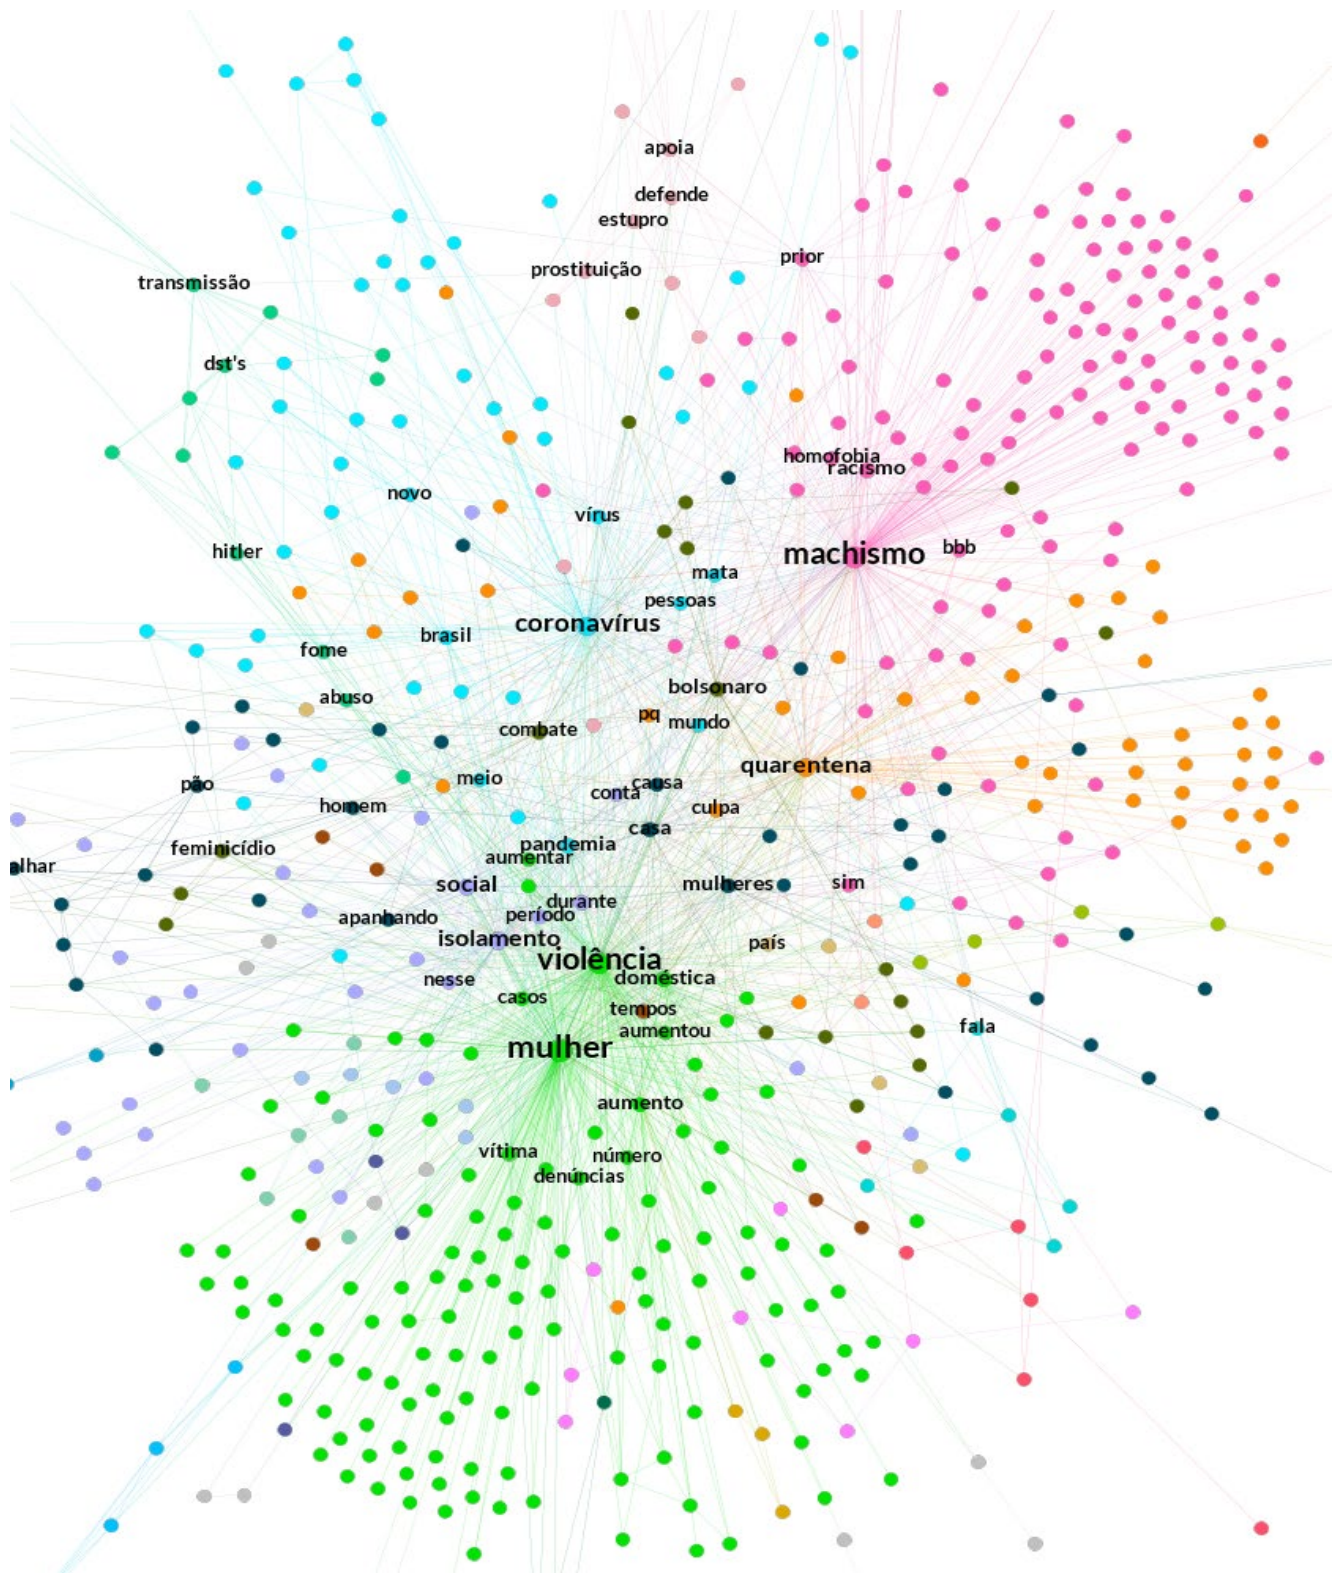 apoia
defende
estupro
prior
prostituição
transmissão
dst's
homofobia
racismo
novo
vírus
hitler
machismo
bbb
mata
pessoas
coronavírus
brasil
fome
bolsonaro
abuso
pq
mundo
combate
quarentena
meio
pão
causa
conta
homem
culpa
casa
pandemia
feminicídio
aumentar
alhar
social
mulheres
sim
durante
período
apanhando
isolamento
país
violência
nesse
doméstica
casos
tempos
fala
aumentou
mulher
aumento
vítima
número
denúncias